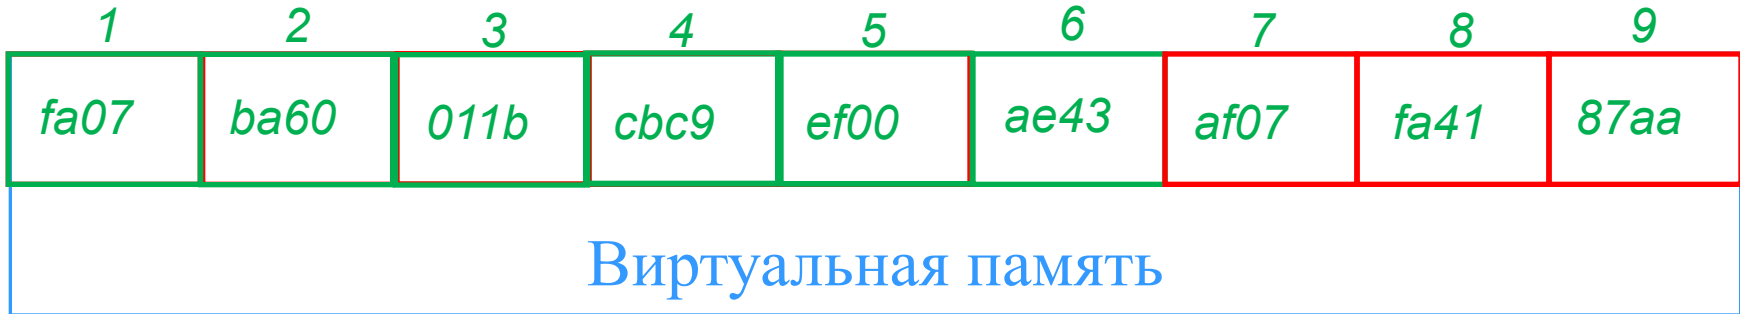 1 2 3 4 5 6 7 8 9
fa07 ba60 011b cbc9 ef00 ae43 af07 fa41 87aa
Виртуальная память